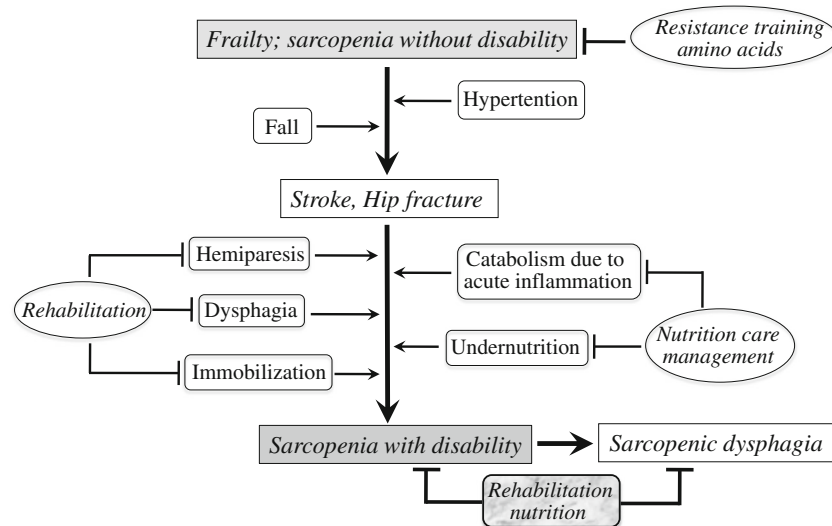 Frailty; sarcopenia without disability
Resistance training
amino acids
Hypertention
Fall
Stroke, Hip fracture
Hemiparesis
Catabolism due to
acute inflammation
Rehabilitation
Dysphagia
Undernutrition
Nutrition care
management
Immobilization
Sarcopenia with disability
Sarcopenic dysphagia
Rehabilitation
nutrition